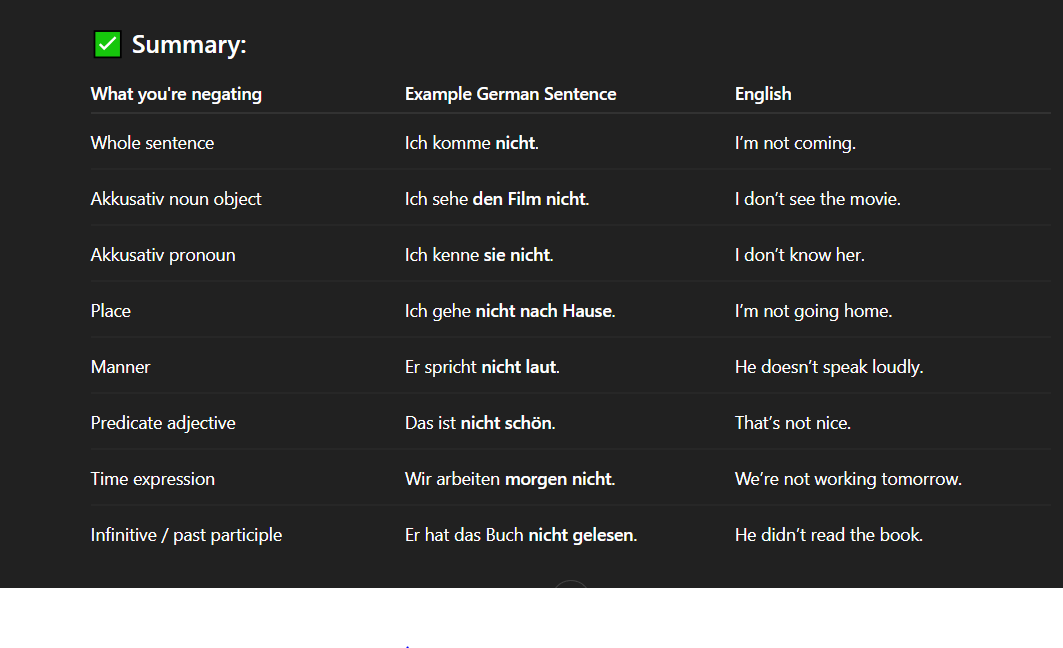 ✅ Summary:
What you're negating Example German Sentence English
Whole sentence Ich komme nicht. I’m not coming.
Akkusativ noun object Ich sehe den Film nicht. I don’t see the movie.
Akkusativ pronoun Ich kenne sie nicht. I don’t know her.
Place Ich gehe nicht nach Hause. I’m not going home.
Manner Er spricht nicht laut. He doesn’t speak loudly.
Predicate adjective Das ist nicht schön. That’s not nice.
Time expression Wir arbeiten morgen nicht. We’re not working tomorrow.
Infinitive / past participle Er hat das Buch nicht gelesen. He didn’t read the book.